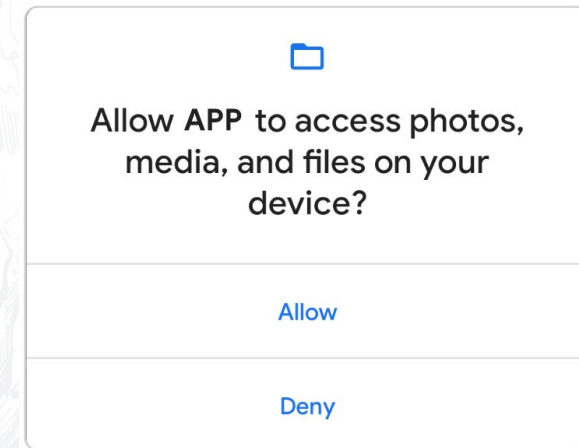 Allow APP to access photos,
media, and files on your
device?
Allow
Deny